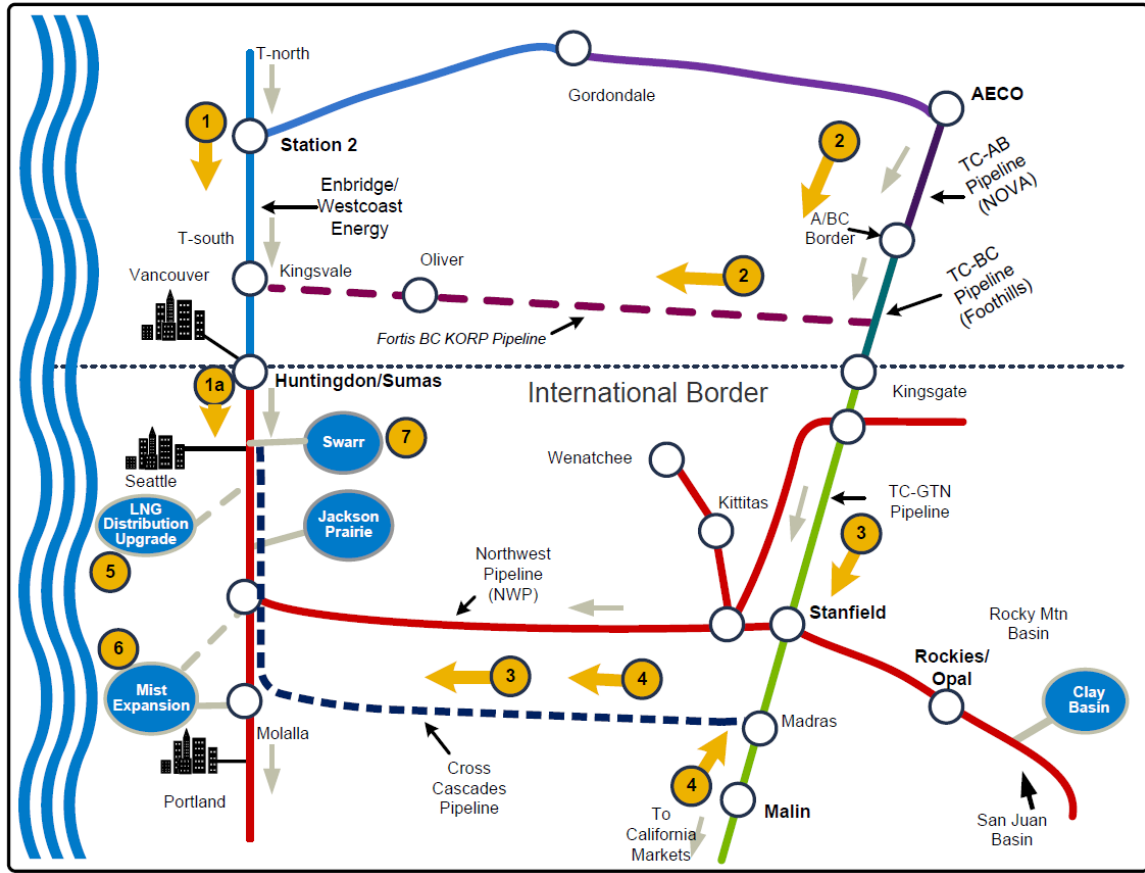 T-north
Gordondale
AECO
1
Station 2
2
TC-AB
Pipeline
(NOVA)
Enbridge/
Westcoast
Energy
A/BC
Border
T-south
Kingsvale
Oliver
2
TC-BC
Pipeline
(Foothills)
Vancouver
Fortis BC KORP Pipeline
1a
Huntingdon/Sumas
International Border
Kingsgate
Swarr
7
Wenatchee
Seattle
Kittitas
TC-GTN
Pipeline
LNG
Distribution
Upgrade
Jackson
Prairie
3
5
Northwest
Pipeline
(NWP)
Stanfield
Rocky Mtn
Basin
6
Rockies/
Opal
3
4
Mist
Expansion
Clay
Basin
Molalla
Madras
Cross
Cascades
Pipeline
4
Portland
To
California
Markets
Malin
San Juan
Basin